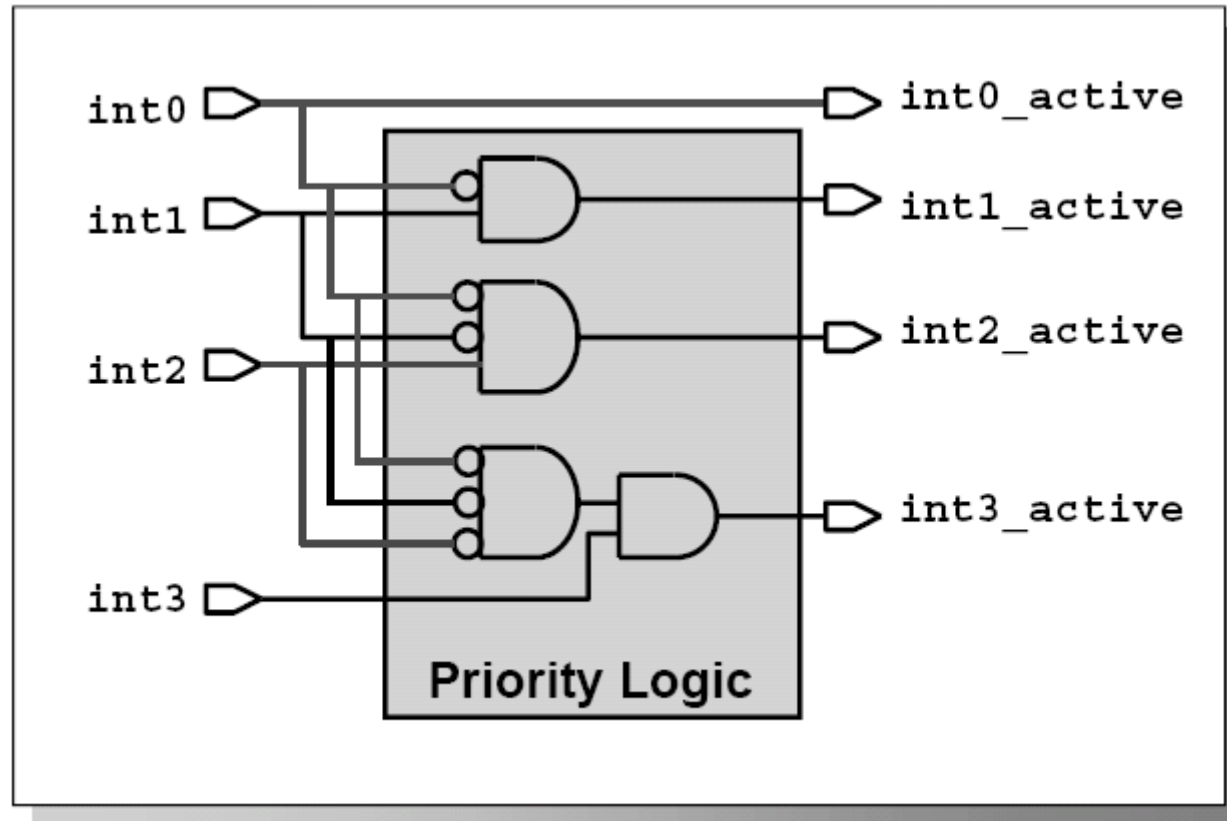 int0
int0_active
int1
int1_active
int2
int2_active
int3
int3_active
Priority Logic